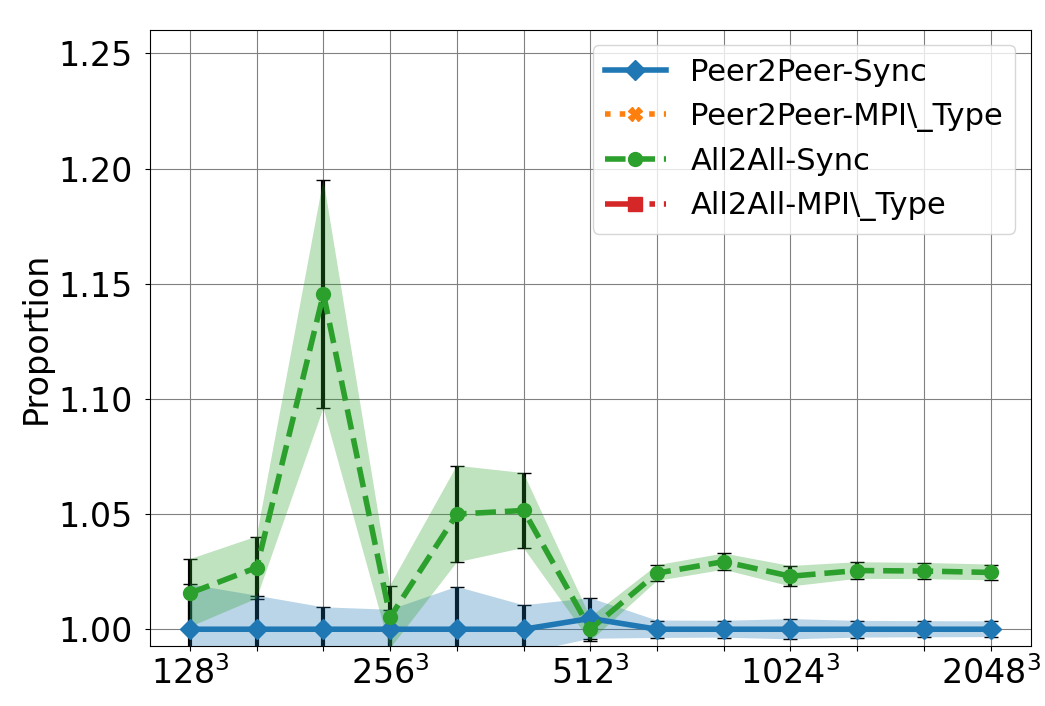 1.25
1.20
1.15
1.10
1.05
1.00
Proportion
Peer2Peer-Sync
Peer2Peer-MPI\_Type
All2All-Sync
All2All-MPI\_Type
128³ 256³ 512³ 1024³ 2048³